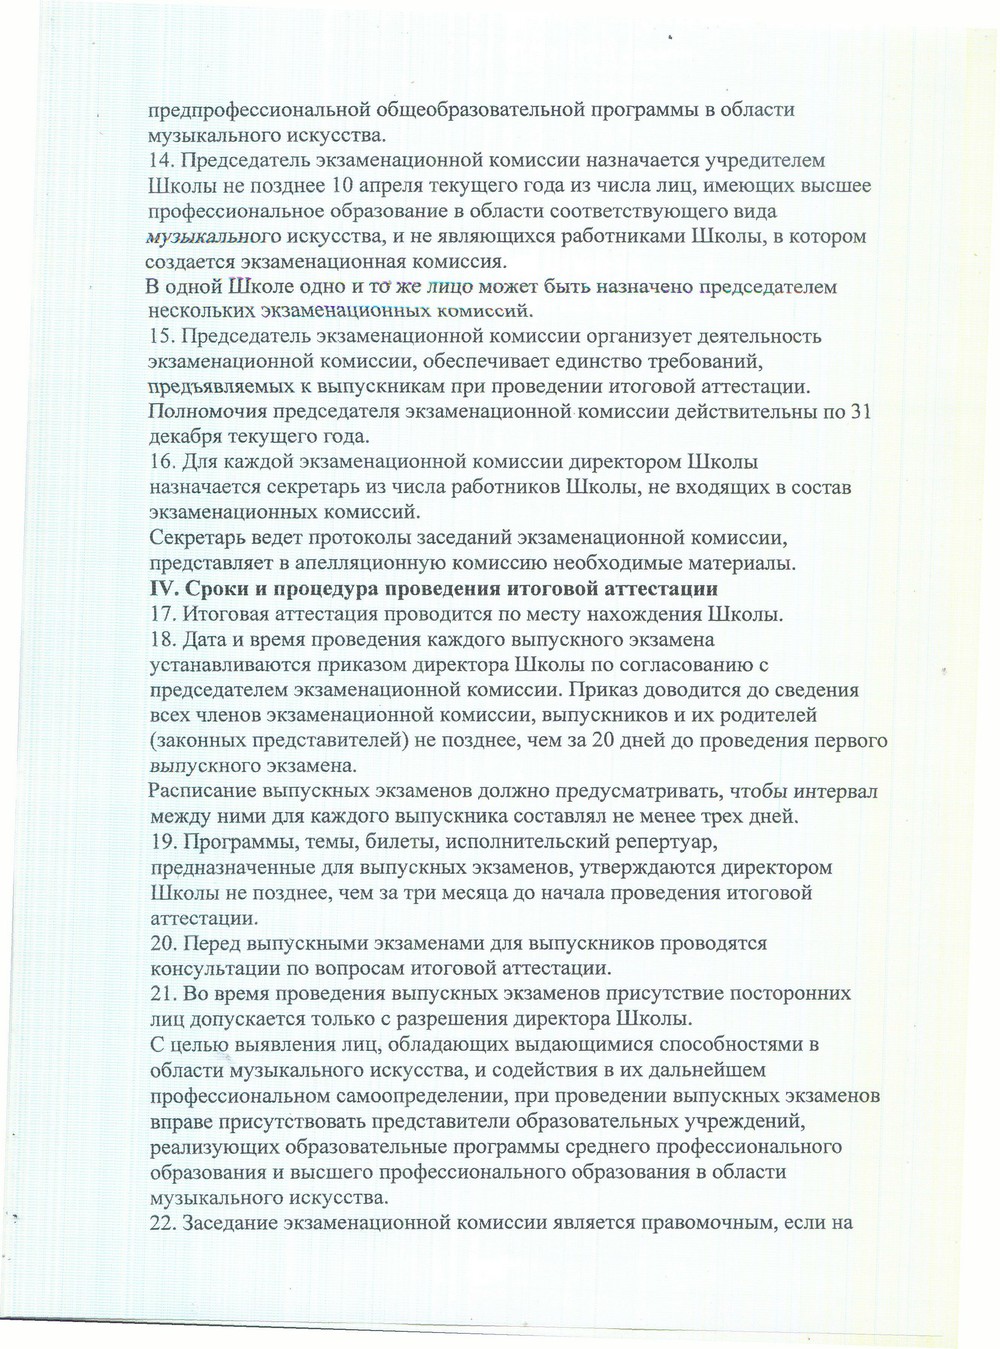 предпрофессиональной общеобразовательной программы в области
музыкального искусства.
14. Председатель экзаменационной комиссии назначается учредителем
Школы не позднее 10 апреля текущего года из числа лиц, имеющих высшее
профессиональное образование в области соответствующего вида
музыкального искусства, и не являющихся работниками Школы, в котором
создается экзаменационная комиссия.
В одной Школе одно и то же лицо может быть назначено председателем
нескольких экзаменационных комиссий.
15. Председатель экзаменационной комиссии организует деятельность
экзаменационной комиссии, обеспечивает единство требований,
предъявляемых к выпускникам при проведении итоговой аттестации.
Полномочия председателя экзаменационной комиссии действительны по 31
декабря текущего года.
16. Для каждой экзаменационной комиссии директором Школы
назначается секретарь из числа работников Школы, не входящих в состав
экзаменационных комиссий.
Секретарь ведет протоколы заседаний экзаменационной комиссии,
представляет в апелляционную комиссию необходимые материалы.
IV. Сроки и процедура проведения итоговой аттестации
17. Итоговая аттестация проводится по месту нахождения Школы.
18. Дата и время проведения каждого выпускного экзамена
устанавливаются приказом директора Школы по согласованию с
председателем экзаменационной комиссии. Приказ доводится до сведения
всех членов экзаменационной комиссии, выпускников и их родителей
(законных представителей) не позднее, чем за 20 дней до проведения первого
выпускного экзамена.
Расписание выпускных экзаменов должно предусматривать, чтобы интервал
между ними для каждого выпускника составлял не менее трех дней.
19. Программы, темы, билеты, исполнительский репертуар,
предназначенные для выпускных экзаменов, утверждаются директором
Школы не позднее, чем за три месяца до начала проведения итоговой
аттестации.
20. Перед выпускными экзаменами для выпускников проводятся
консультации по вопросам итоговой аттестации.
21. Во время проведения выпускных экзаменов присутствие посторонних
лиц допускается только с разрешения директора Школы.
С целью выявления лиц, обладающих выдающимися способностями в
области музыкального искусства, и содействия в их дальнейшем
профессиональном самоопределении, при проведении выпускных экзаменов
вправе присутствовать представители образовательных учреждений,
реализующих образовательные программы среднего профессионального
образования и высшего профессионального образования в области
музыкального искусства.
22. Заседание экзаменационной комиссии является правомочным, если на